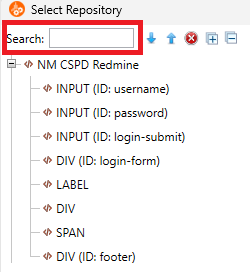 Select Repository
Search:
NM CSPD Redmine
INPUT (ID: username)
INPUT (ID: password)
INPUT (ID: login-submit)
DIV (ID: login-form)
LABEL
DIV
SPAN
DIV (ID: footer)